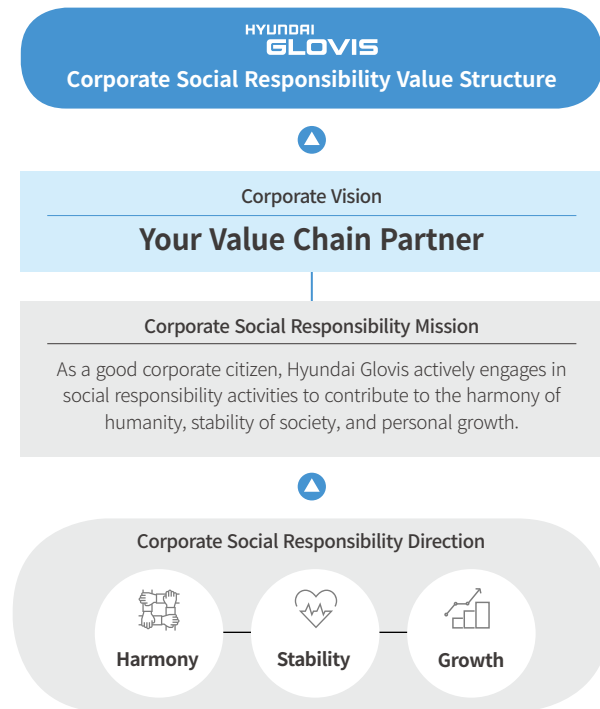 HYUNDAI
GLOVIS
Corporate Social Responsibility Value Structure
Corporate Vision
Your Value Chain Partner
Corporate Social Responsibility Mission
As a good corporate citizen, Hyundai Glovis actively engages in
social responsibility activities to contribute to the harmony of
humanity, stability of society, and personal growth.
Corporate Social Responsibility Direction
Harmony
Stability
Growth